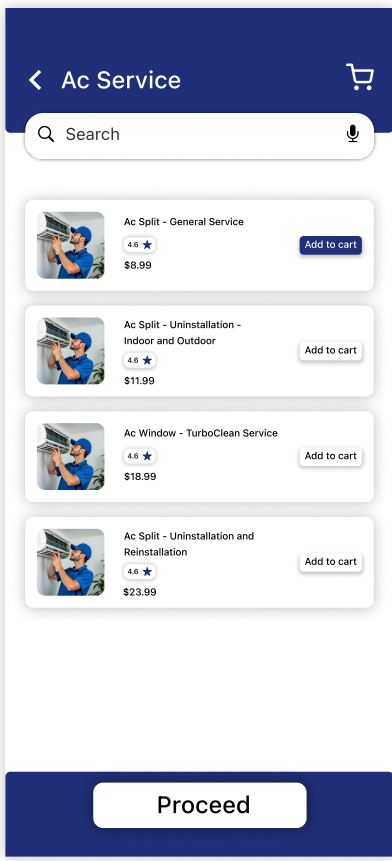 Ac Service
Search
Ac Split - General Service
4.6
Add to cart
$8.99
Ac Split - Uninstallation -
Indoor and Outdoor
4.6
Add to cart
$11.99
Ac Window - TurboClean Service
4.6
Add to cart
$18.99
Ac Split - Uninstallation and
Reinstallation
4.6
Add to cart
$23.99
Proceed